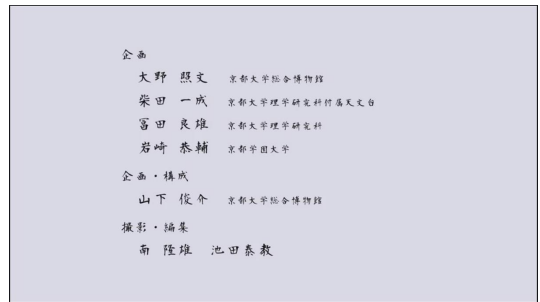 企画
大野 照文 京都大学総合博物館
柴田 一成 京都大学理学研究科付属天文台
冨田 良雄 京都大学理学研究科
岩崎 恭輔 京都学園大学
企画・構成
山下 俊介 京都大学総合博物館
撮影・編集
南 隆雄 池田泰教